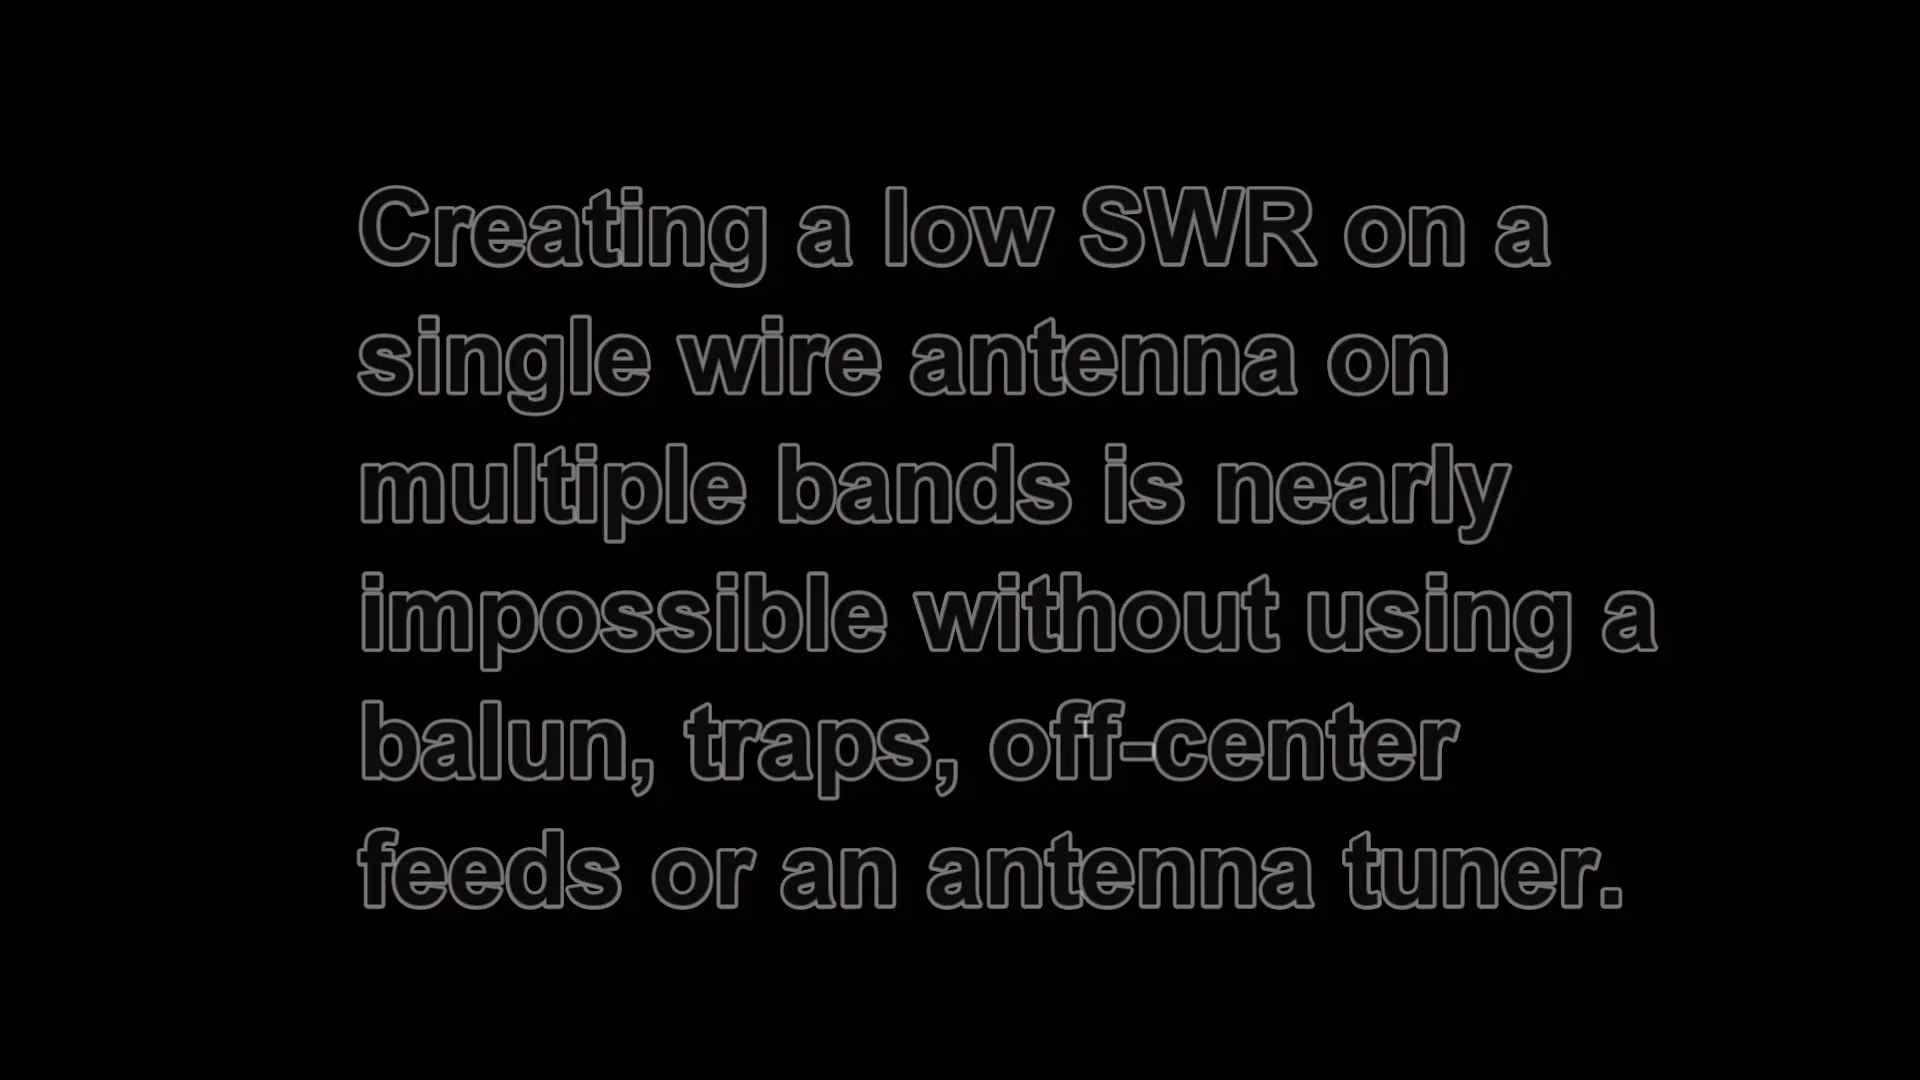 Creating a low SWR on a
single wire antenna on
multiple bands is nearly
impossible without using a
balun, traps, off-center
feeds or an antenna tuner.